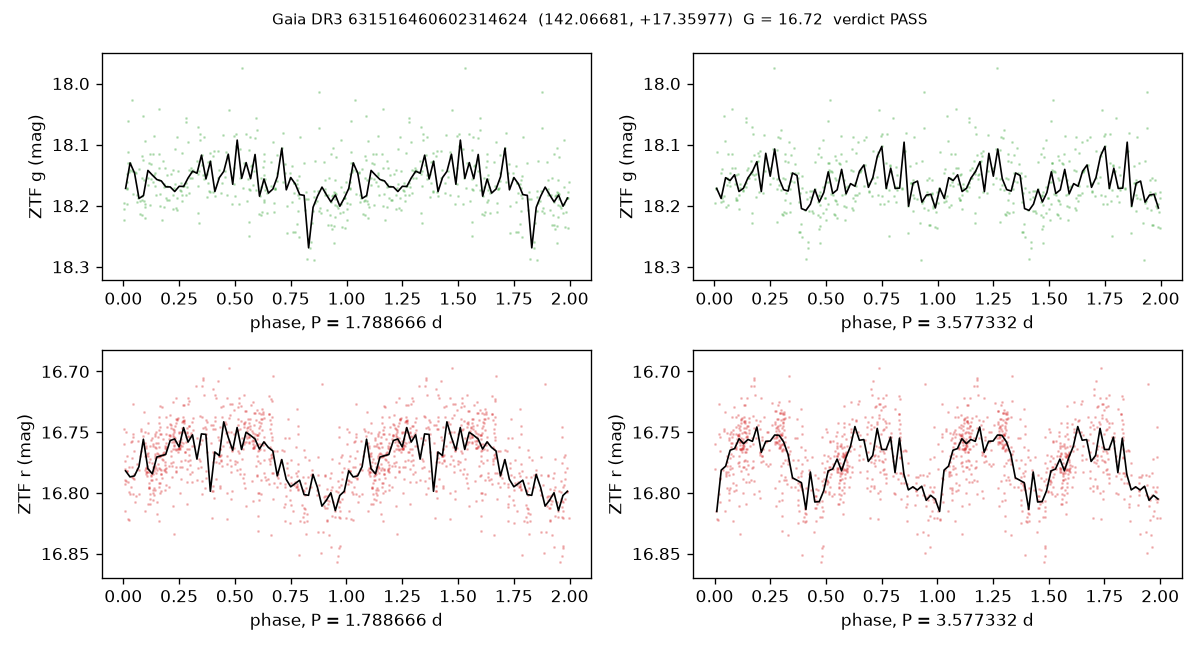 Gaia DR3 631516460602314624  (142.06681, +17.35977)  G = 16.72  verdict PASS
ZTF g (mag)
18.0
18.1
18.2
18.3
0.00 0.25 0.50 0.75 1.00 1.25 1.50 1.75 2.00
phase, P = 1.788666 d
ZTF g (mag)
18.0
18.1
18.2
18.3
0.00 0.25 0.50 0.75 1.00 1.25 1.50 1.75 2.00
phase, P = 3.577332 d
ZTF r (mag)
16.70
16.75
16.80
16.85
0.00 0.25 0.50 0.75 1.00 1.25 1.50 1.75 2.00
phase, P = 1.788666 d
ZTF r (mag)
16.70
16.75
16.80
16.85
0.00 0.25 0.50 0.75 1.00 1.25 1.50 1.75 2.00
phase, P = 3.577332 d